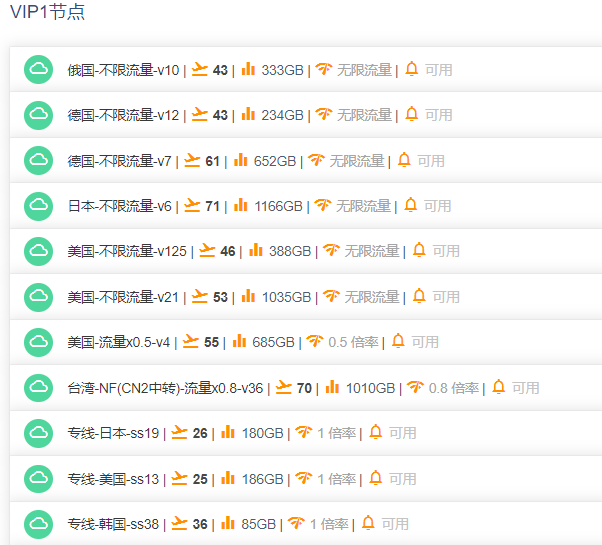 VIP1节点
俄国-不限流量-v10 | 43 | 333GB | 无限流量 | 可用
德国-不限流量-v12 | 43 | 234GB | 无限流量 | 可用
德国-不限流量-v7 | 61 | 652GB | 无限流量 | 可用
日本-不限流量-v6 | 71 | 1166GB | 无限流量 | 可用
美国-不限流量-v125 | 46 | 388GB | 无限流量 | 可用
美国-不限流量-v21 | 53 | 1035GB | 无限流量 | 可用
美国-流量x0.5-v4 | 55 | 685GB | 0.5 倍率 | 可用
台湾-NF(CN2中转)-流量x0.8-v36 | 70 | 1010GB | 0.8 倍率 | 可用
专线-日本-ss19 | 26 | 180GB | 1 倍率 | 可用
专线-美国-ss13 | 25 | 186GB | 1 倍率 | 可用
专线-韩国-ss38 | 36 | 85GB | 1 倍率 | 可用